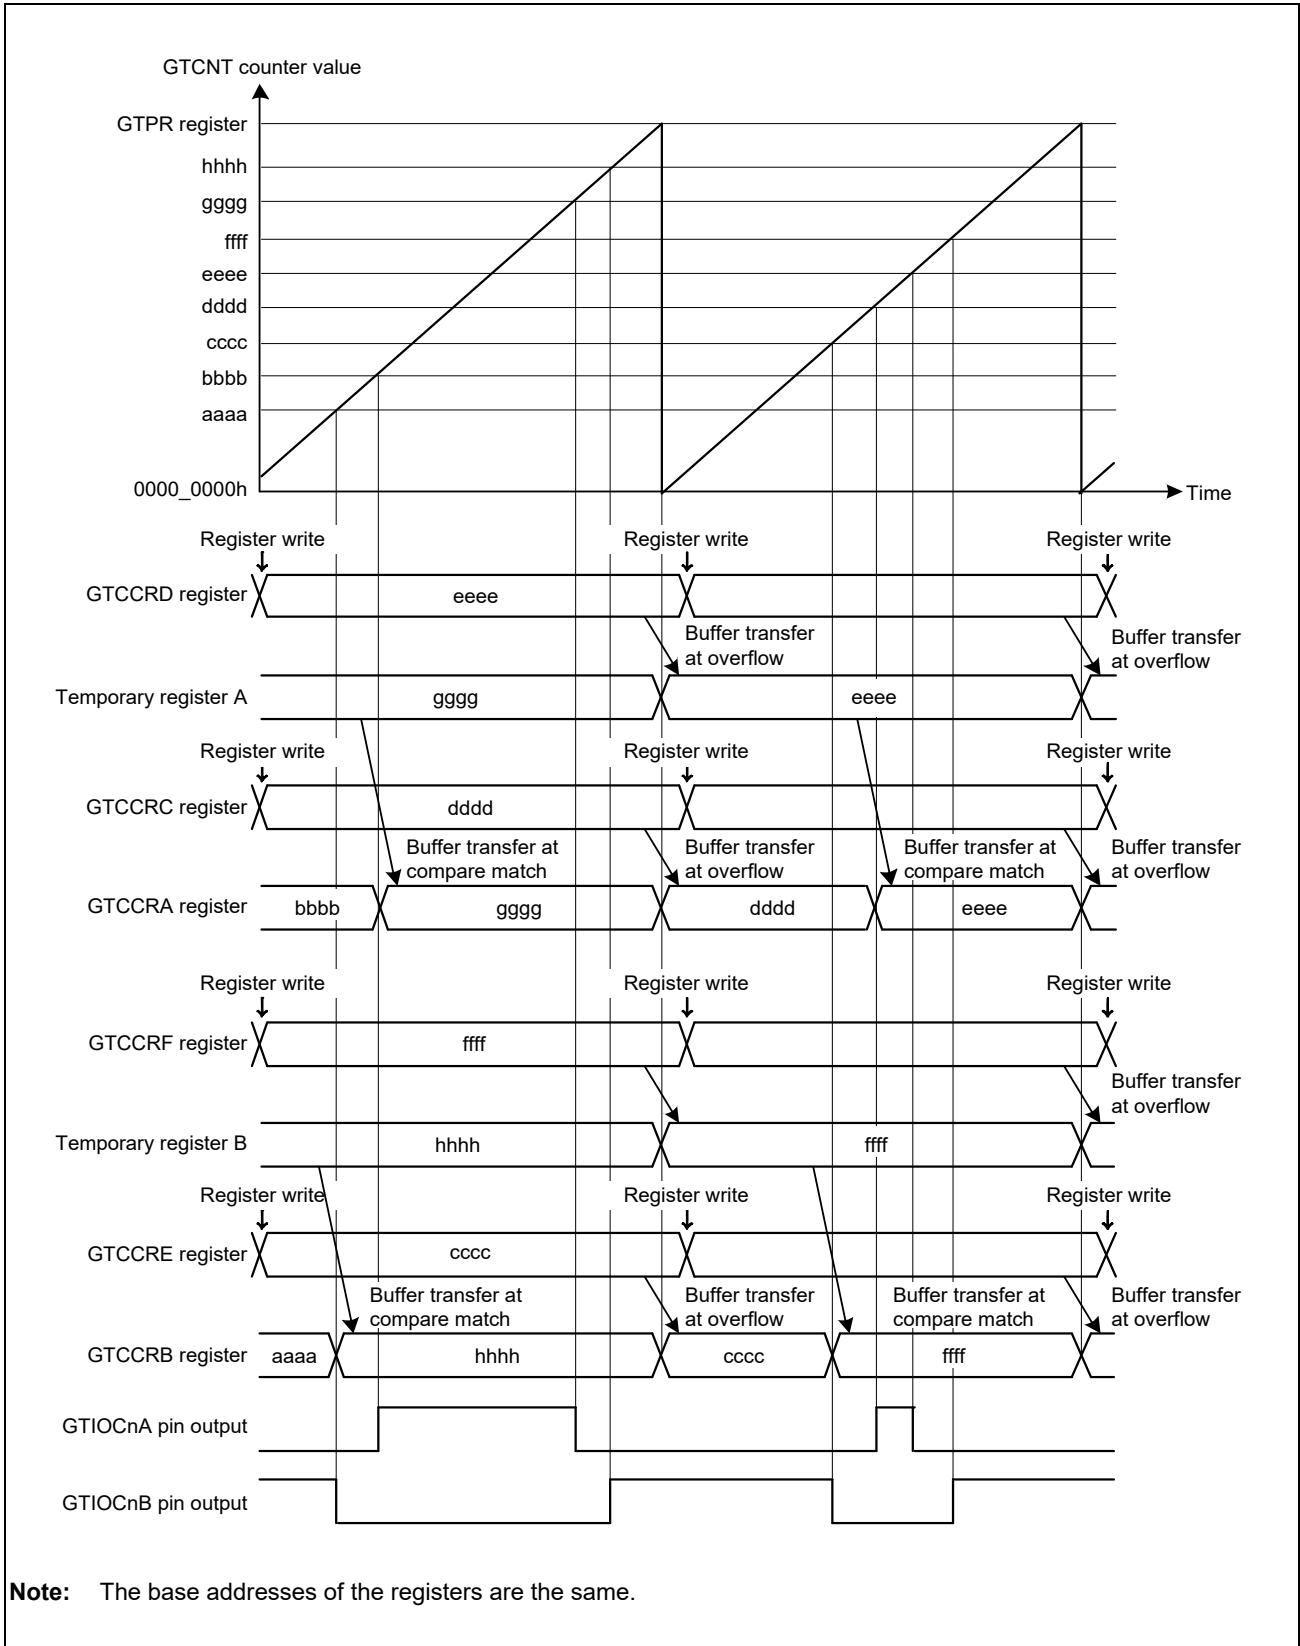 GTCNT counter value
GTPR register
hhhh
gggg
ffff
eeee
dddd
cccc
bbbb
aaaa
0000_0000h
Time
Register write Register write Register write
GTCCRD register eeee
Buffer transfer
at overflow
Buffer transfer
at overflow
Temporary register A gggg eeee
Register write Register write Register write
GTCCRC register dddd
Buffer transfer at
compare match
Buffer transfer
at overflow
Buffer transfer at
compare match
Buffer transfer
at overflow
GTCCRA register bbbb gggg dddd eeee
Register write Register write Register write
GTCCRF register ffff
Buffer transfer
at overflow
Temporary register B hhhh ffff
Register write Register write Register write
GTCCRE register cccc
Buffer transfer at
compare match
Buffer transfer
at overflow
Buffer transfer at
compare match
Buffer transfer
at overflow
GTCCRB register aaaa hhhh cccc ffff
GTIOCnA pin output
GTIOCnB pin output
Note: The base addresses of the registers are the same.